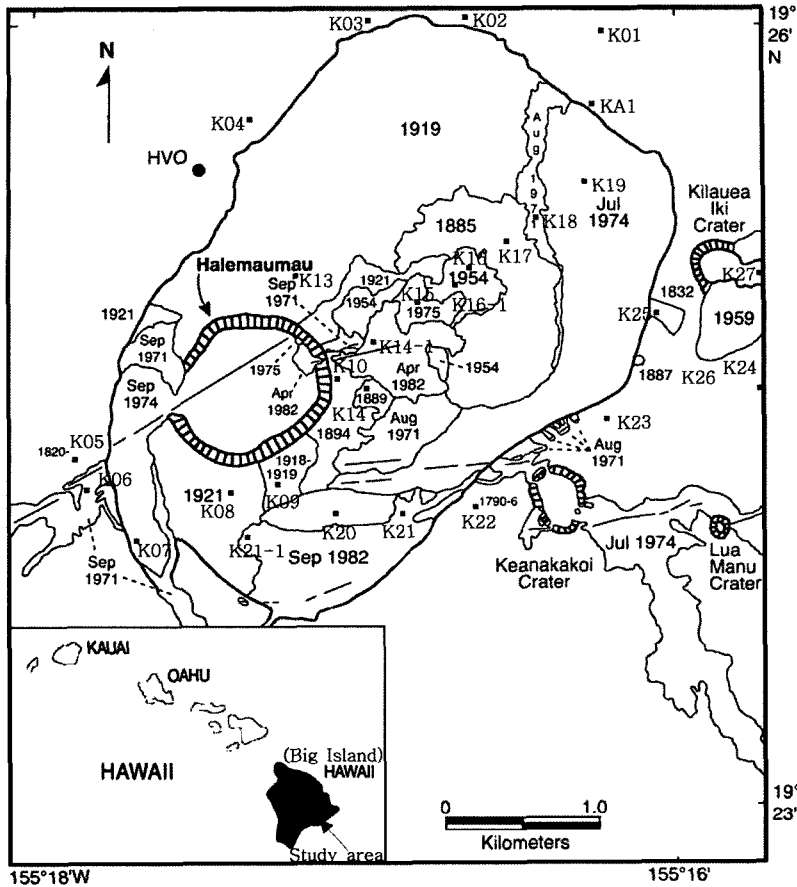 19°
26'
N
K03
K02
K01
N
KA1
K04
HVO
1919
Aug 1971
K19
Jul
1974
K18
Kilauea
Iki
Crater
1885
K17
K27
Halemaumau
K13
Sep
1971
1921
1954
K16
1954
K15
1975
K16-1
1832
K25
1959
1921
Sep
1971
K14-1
1975
K10
Apr
1982
1954
1887
K26
K24
Sep
1974
Apr
1982
K14
1889
1894
Aug
1971
K23
Aug
1971
1820-
K05
K06
1918-
1919
1921
K08
K09
K20
K21
1790-6
K22
K07
K21-1
Sep 1982
Sep
1971
Keanakakoi
Crater
Jul 1974
Lua
Manu
Crater
KAUAI
OAHU
HAWAII
(Big Island)
HAWAII
Study area
0
1.0
Kilometers
19°
23'
155°18'W
155°16'